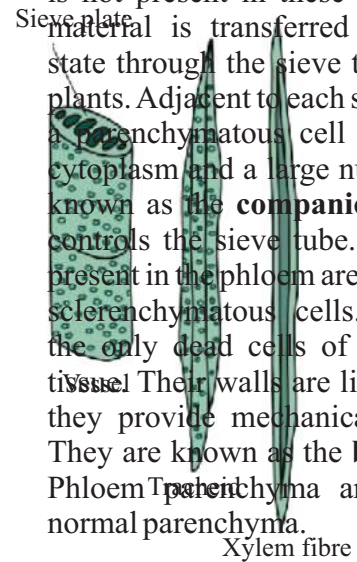 Sieve plate
is not present in these
material is transferred
state through the sieve t
plants. Adjacent to each s
a parenchymatous cell
cytoplasm and a large nu
known as the companic
controls the sieve tube.
present in the phloem are
sclerenchymatous cells.
the only dead cells of
tissue. Their walls are li
Vessel
they provide mechanica
They are known as the b
Phloem parenchyma ar
Tracheid
normal parenchyma.
Xylem fibre